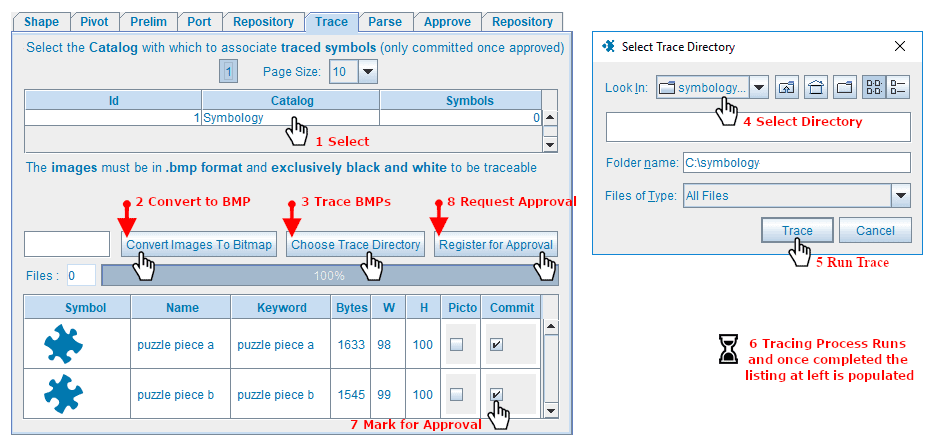 Shape Pivot Prelim Port Repository Trace Parse Approve Repository
Select the Catalog with which to associate traced symbols (only committed once approved)
1 Page Size: 10
Id Catalog Symbols
1 Symbology 0
1 Select
The images must be in .bmp format and exclusively black and white to be traceable
2 Convert to BMP 3 Trace BMPs 8 Request Approval
Convert Images To Bitmap Choose Trace Directory Register for Approval
Files : 0 100%
Symbol Name Keyword Bytes W H Picto Commit
puzzle piece a puzzle piece a 1633 98 100
puzzle piece b puzzle piece b 1545 99 100
7 Mark for Approval
Select Trace Directory
Look In: symbology...
4 Select Directory
Folder name: C:\symbology
Files of Type: All Files
Trace Cancel
5 Run Trace
6 Tracing Process Runs
and once completed the
listing at left is populated